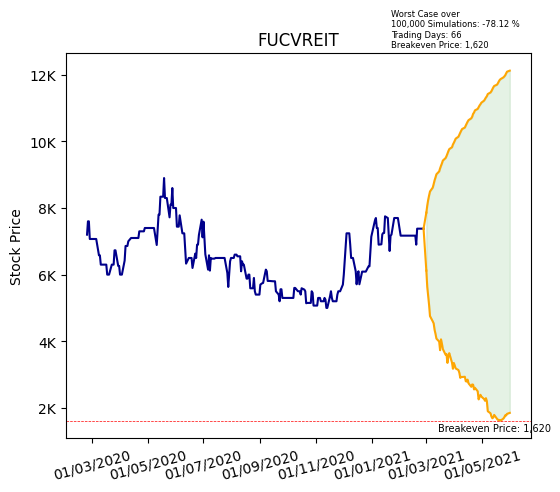 Worst Case over
100,000 Simulations: -78.12 %
Trading Days: 66
Breakeven Price: 1,620
FUCVREIT
Stock Price
12K
10K
8K
6K
4K
2K
Breakeven Price: 1,620
01/03/2020
01/05/2020
01/07/2020
01/09/2020
01/11/2020
01/01/2021
01/03/2021
01/05/2021